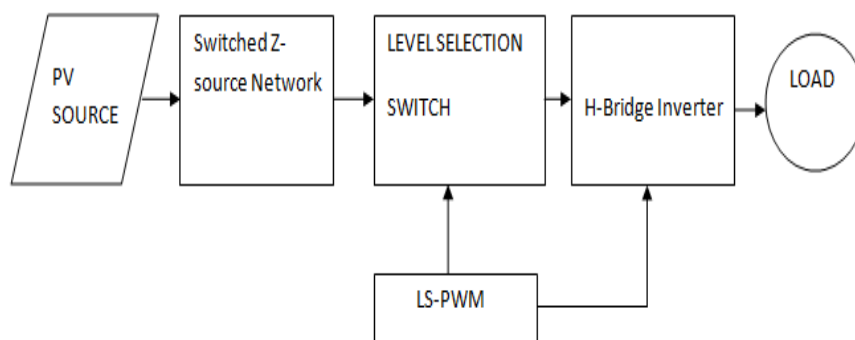 PV
SOURCE
Switched Z-
source Network
LEVEL SELECTION
SWITCH
H-Bridge Inverter
LOAD
LS-PWM